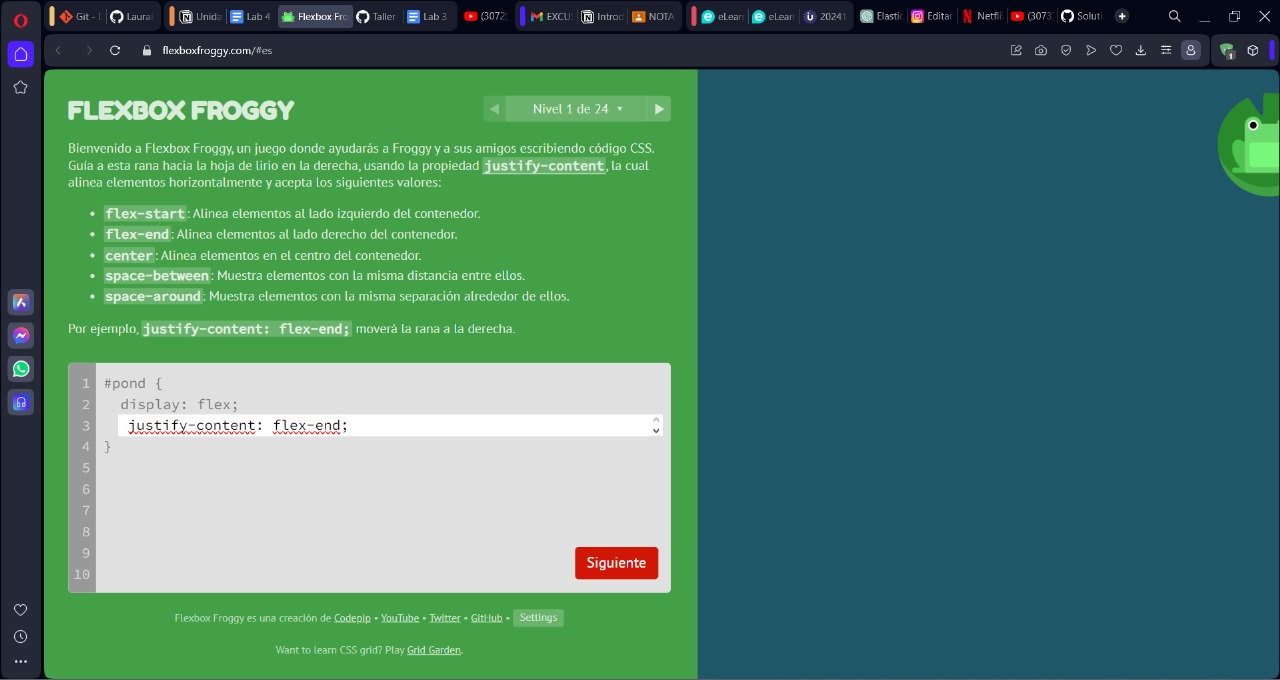 Git - D
Laural
Unida
Lab 4
Flexbox Fro
Taller
Lab 3
(3072
EXCUS
Introd
NOTA
eLearn
eLearn
20241
Elastic
Editar
Netfli
(3073
Soluti
flexboxfroggy.com/#es
1
FLEXBOX FROGGY
Nivel 1 de 24
Bienvenido a Flexbox Froggy, un juego donde ayudarás a Froggy y a sus amigos escribiendo código CSS.
Guía a esta rana hacia la hoja de lirio en la derecha, usando la propiedad justify-content, la cual
alinea elementos horizontalmente y acepta los siguientes valores:
• flex-start: Alinea elementos al lado izquierdo del contenedor.
• flex-end: Alinea elementos al lado derecho del contenedor.
• center: Alinea elementos en el centro del contenedor.
• space-between: Muestra elementos con la misma distancia entre ellos.
• space-around: Muestra elementos con la misma separación alrededor de ellos.
Por ejemplo, justify-content: flex-end; moverá la rana a la derecha.
1 #pond {
2 display: flex;
3 justify-content: flex-end;
4 }
5
6
7
8
9
10
Siguiente
Flexbox Froggy es una creación de Codepip • YouTube • Twitter • GitHub • Settings
Want to learn CSS grid? Play Grid Garden.